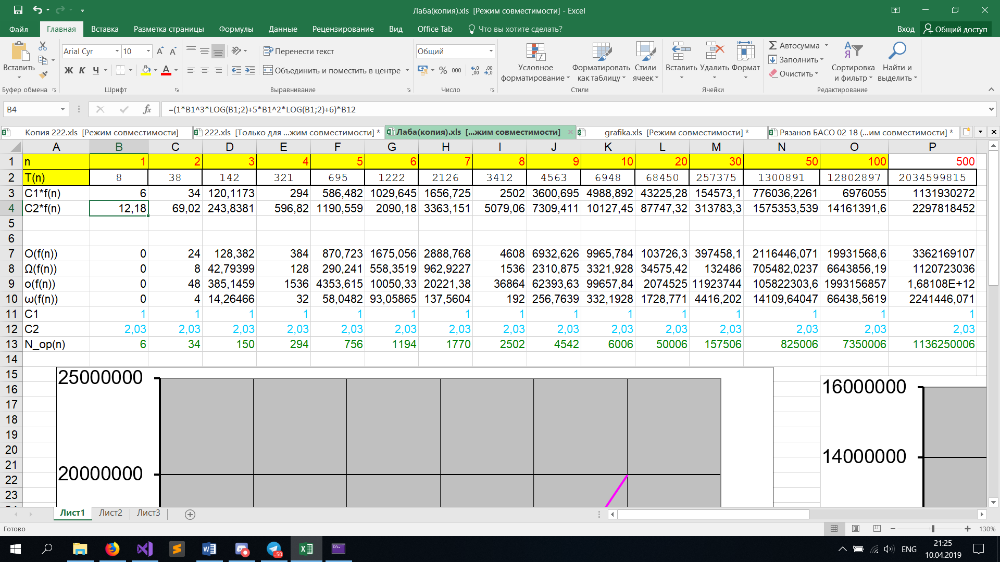 Лаба(копия).xls [Режим совместимости] - Excel
Файл Главная Вставка Разметка страницы Формулы Данные Рецензирование Вид Office Tab Что вы хотите сделать? Вход Общий доступ
Вставить
Буфер обмена
Arial Cyr 10
Ж К Ч
Шрифт
Перенести текст
Объединить и поместить в центре
Выравнивание
Общий
% 000
Число
Условное форматирование
Форматировать как таблицу
Стили ячеек
Стили
Вставить Удалить Формат
Ячейки
Автосумма
Заполнить
Очистить
Сортировка и фильтр
Найти и выделить
Редактирование
B4 fx =(1*B1^3*LOG(B1;2)+5*B1^2*LOG(B1;2)+6)*B12
Копия 222.xls [Режим совместимости] 222.xls [Только для ...жим совместимости] * Лаба(копия).xls [...жим совместимости] grafika.xls [Режим совместимости] * Рязанов БАСО 02 18 (...им совместимости] *
A B C D E F G H I J K L M N O P
1 n 1 2 3 4 5 6 7 8 9 10 20 30 50 100 500
2 T(n) 8 38 142 321 695 1222 2126 3412 4563 6948 68450 257375 1300891 12802897 2034599815
3 C1*f(n) 6 34 120,1173 294 586,482 1029,645 1656,725 2502 3600,695 4988,892 43225,28 154573,1 776036,2261 6976055 1131930272
4 C2*f(n) 12,18 69,02 243,8381 596,82 1190,559 2090,18 3363,151 5079,06 7309,411 10127,45 87747,32 313783,3 1575353,539 14161391,6 2297818452
5
6
7 O(f(n)) 0 24 128,382 384 870,723 1675,056 2888,768 4608 6932,626 9965,784 103726,3 397458,1 2116446,071 19931568,6 3362169107
8 Ω(f(n)) 0 8 42,79399 128 290,241 558,3519 962,9227 1536 2310,875 3321,928 34575,42 132486 705482,0237 6643856,19 1120723036
9 o(f(n)) 0 48 385,1459 1536 4353,615 10050,33 20221,38 36864 62393,63 99657,84 2074525 11923744 105822303,6 1993156857 1,68108E+12
10 ω(f(n)) 0 4 14,26466 32 58,0482 93,05865 137,5604 192 256,7639 332,1928 1728,771 4416,202 14109,64047 66438,5619 2241446,071
11 C1 1 1 1 1 1 1 1 1 1 1 1 1 1 1 1
12 C2 2,03 2,03 2,03 2,03 2,03 2,03 2,03 2,03 2,03 2,03 2,03 2,03 2,03 2,03 2,03
13 N_op(n) 6 34 150 294 756 1194 1770 2502 4542 6006 50006 157506 825006 7350006 1136250006
14
15 25000000
16 16000000
17
18
19
20
21 14000000
22 20000000
23
Лист1 Лист2 Лист3
Готово 130%
50 ENG
21:25
10.04.2019